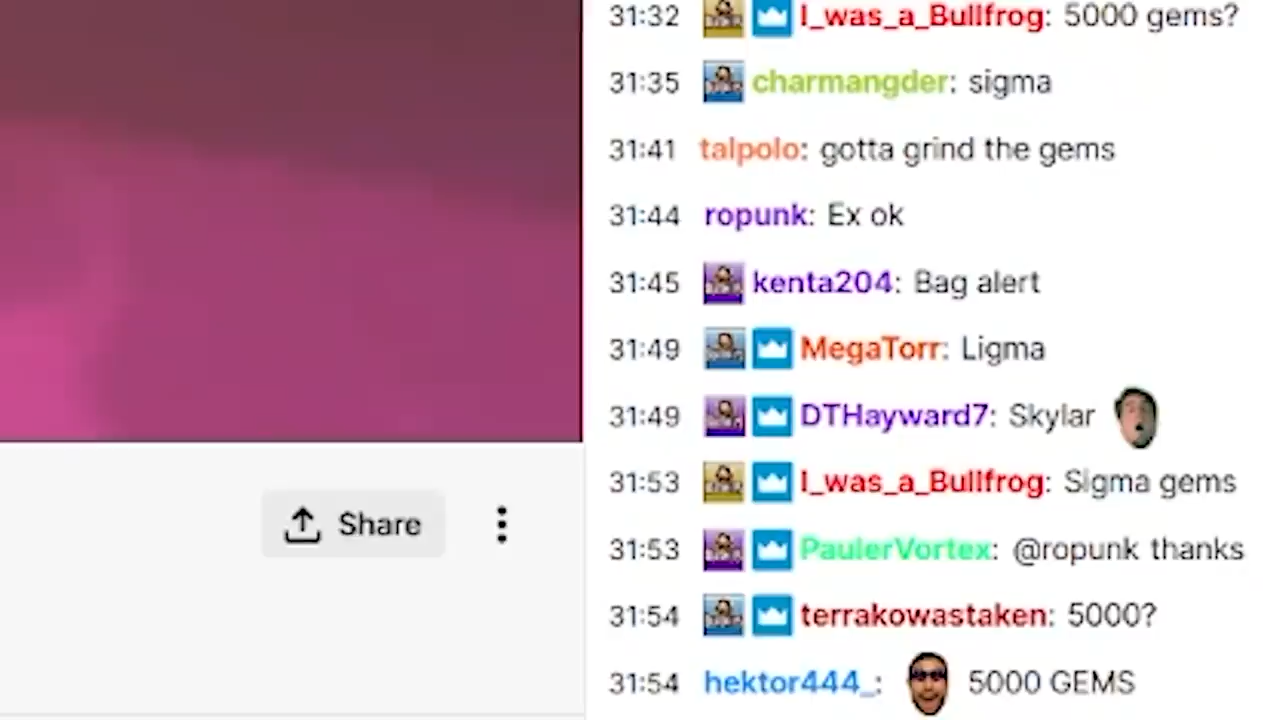 31:32 I_was_a_Bullfrog: 5000 gems?
31:35 charmangder: sigma
31:41 talpolo: gotta grind the gems
31:44 ropunk: Ex ok
31:45 kenta204: Bag alert
31:49 MegaTorr: Ligma
31:49 DTHayward7: Skylar
31:53 I_was_a_Bullfrog: Sigma gems
Share
31:53 PaulerVortex: @ropunk thanks
31:54 terrakowastaken: 5000?
31:54 hektor444_: 5000 GEMS